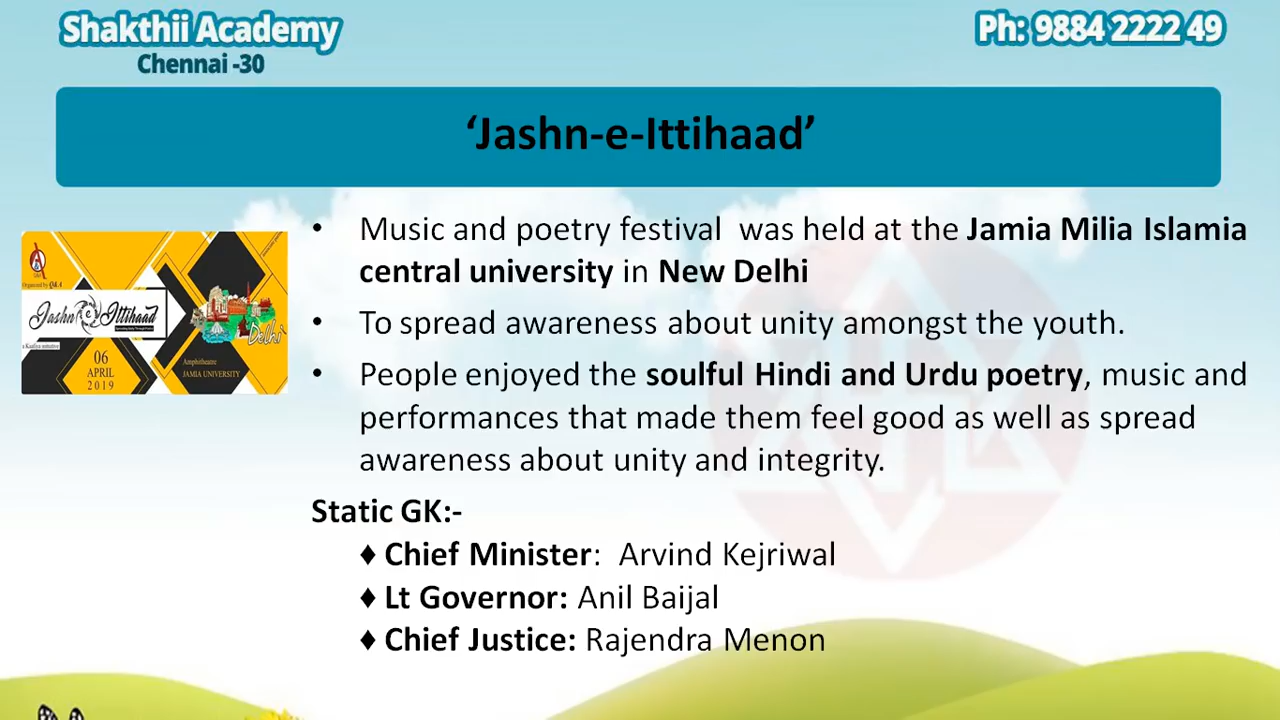 Shakthii Academy
Chennai -30
Ph: 9884 2222 49
‘Jashn-e-Ittihaad’
• Music and poetry festival was held at the Jamia Milia Islamia
central university in New Delhi
• To spread awareness about unity amongst the youth.
• People enjoyed the soulful Hindi and Urdu poetry, music and
performances that made them feel good as well as spread
awareness about unity and integrity.
Static GK:-
♦ Chief Minister: Arvind Kejriwal
♦ Lt Governor: Anil Baijal
♦ Chief Justice: Rajendra Menon
Organised by Q&A
Jashn e Ittihaad
06
APRIL
2019
Delhi
Amphitheatre
JAMIA UNIVERSITY